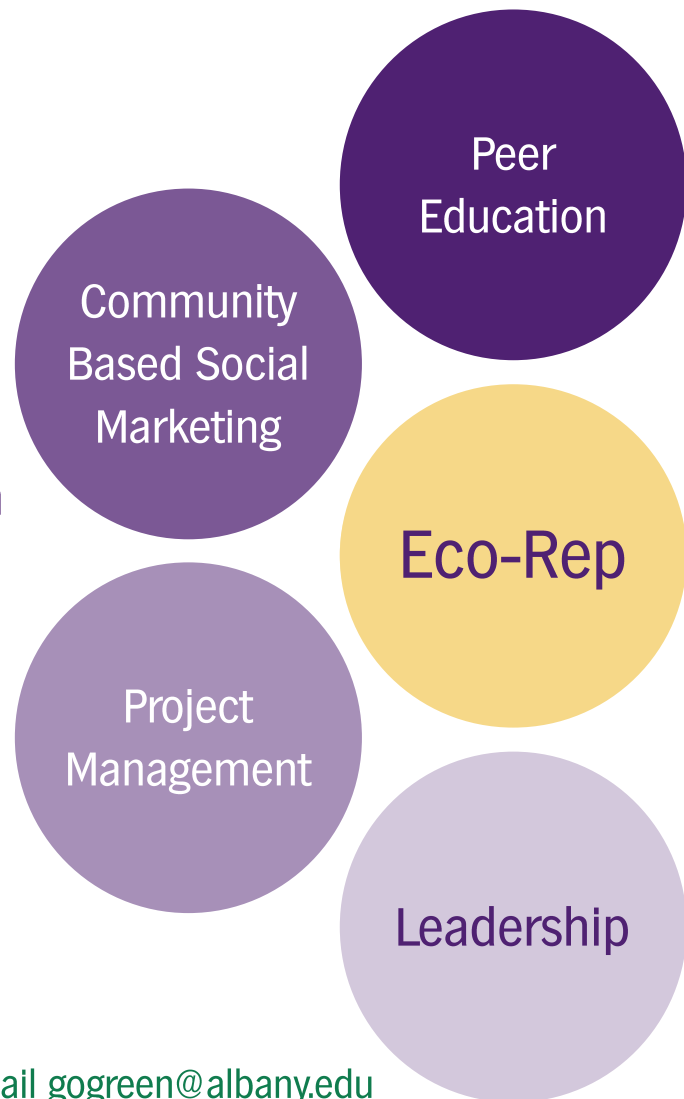 Peer
Education
Community
Based Social
Marketing
Eco-Rep
Project
Management
Leadership
ail gogreen@albany.edu